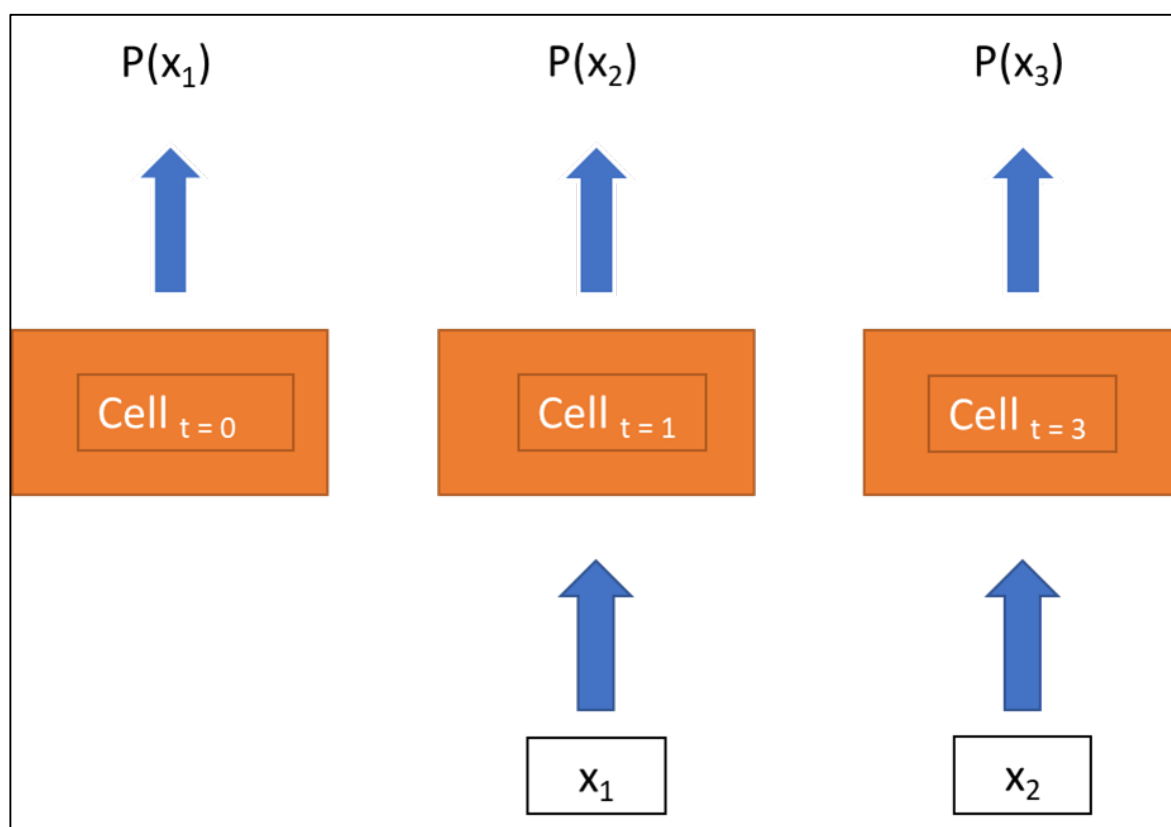 P(x₁) P(x₂) P(x₃)
Cell t = 0 Cell t = 1 Cell t = 3
x₁ x₂